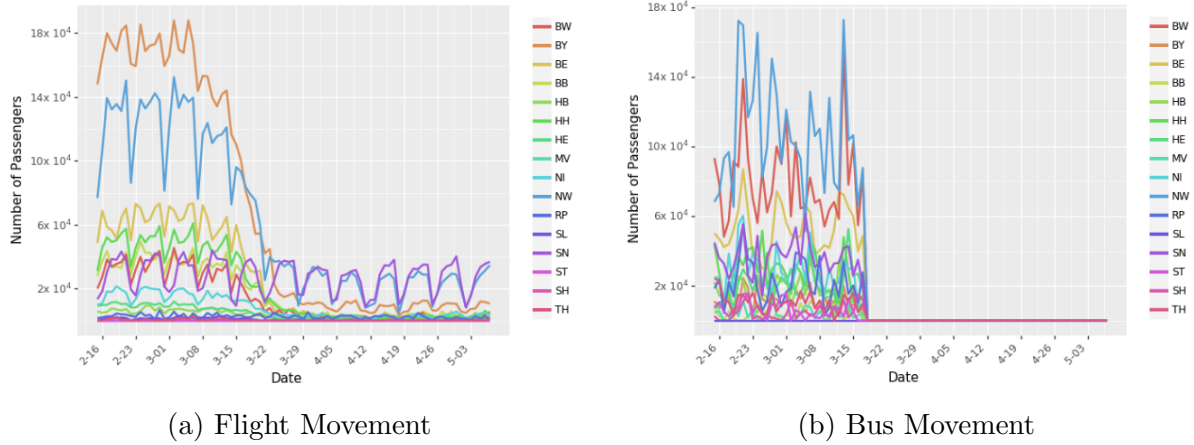 Number of Passengers
18x 10⁴
14x 10⁴
10x 10⁴
6x 10⁴
2x 10⁴
2-16
2-23
3-01
3-08
3-15
3-22
3-29
4-05
4-12
4-19
4-26
5-03
Date
BW
BY
BE
BB
HB
HH
HE
MV
NI
NW
RP
SL
SN
ST
SH
TH
(a) Flight Movement
Number of Passengers
18x 10⁴
14x 10⁴
10x 10⁴
6x 10⁴
2x 10⁴
2-16
2-23
3-01
3-08
3-15
3-22
3-29
4-05
4-12
4-19
4-26
5-03
Date
BW
BY
BE
BB
HB
HH
HE
MV
NI
NW
RP
SL
SN
ST
SH
TH
(b) Bus Movement